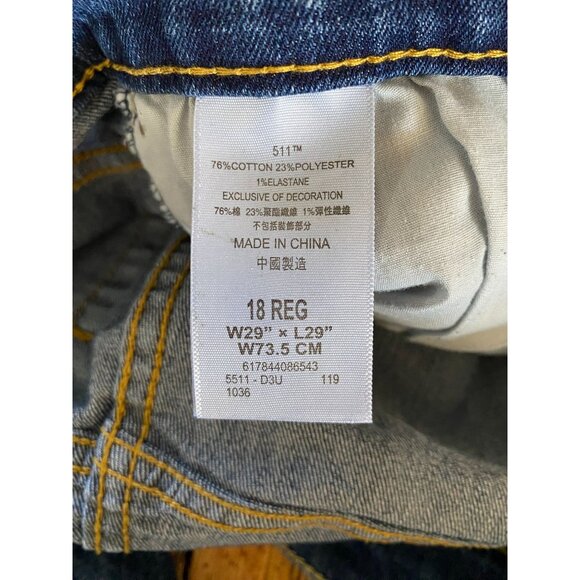 511™
76%COTTON 23%POLYESTER
1%ELASTANE
EXCLUSIVE OF DECORATION
76%棉 23%聚酯纖維 1%彈性纖維
不包括裝飾部分
MADE IN CHINA
中國製造
18 REG
W29” × L29”
W73.5 CM
617844086543
5511 - D3U 119
1036